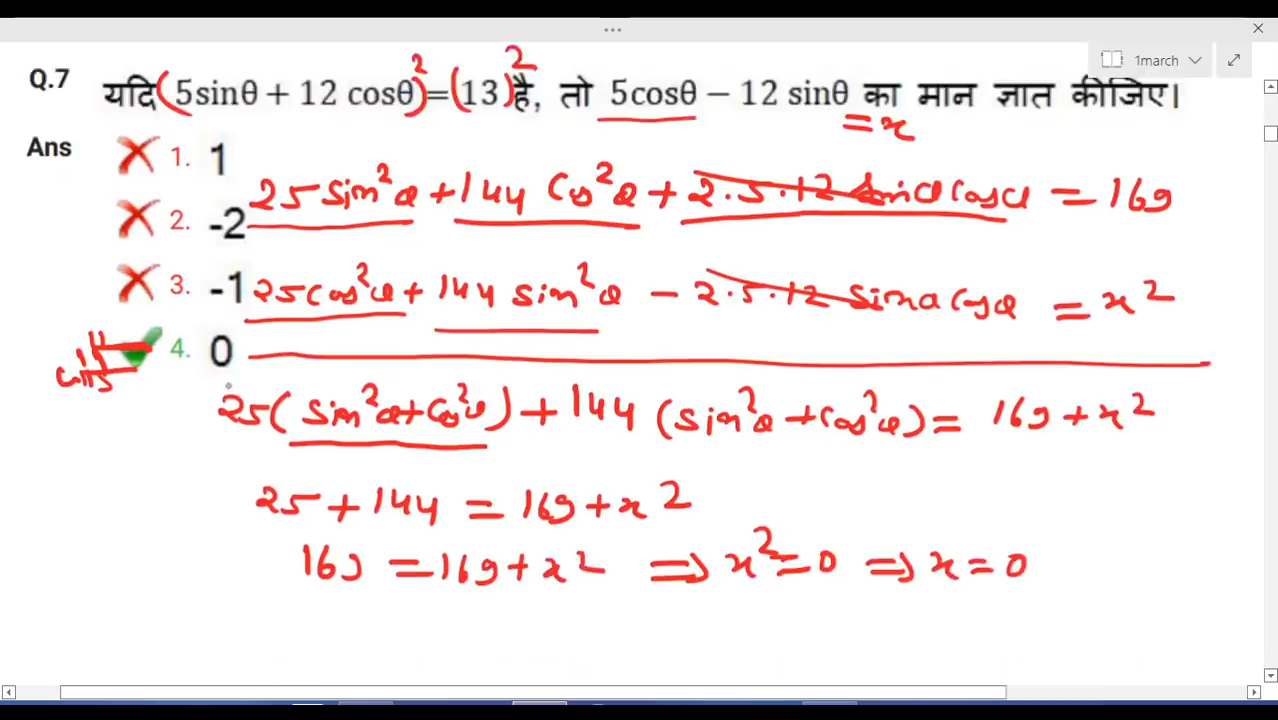 1march
Q.7 यदि (5sinθ + 12 cosθ)² = (13)² है, तो 5cosθ − 12 sinθ का मान ज्ञात कीजिए।
= x
Ans 1. 1
25 sin²θ + 144 Cos²θ + 2·5·12 sinθ cosθ = 169
2. -2
3. -1
25 cos²θ + 144 sin²θ − 2·5·12 sinθ cosθ = x²
4. 0
25 (sin²θ + cos²θ) + 144 (sin²θ + cos²θ) = 169 + x²
25 + 144 = 169 + x²
169 = 169 + x² ⇒ x² = 0 ⇒ x = 0